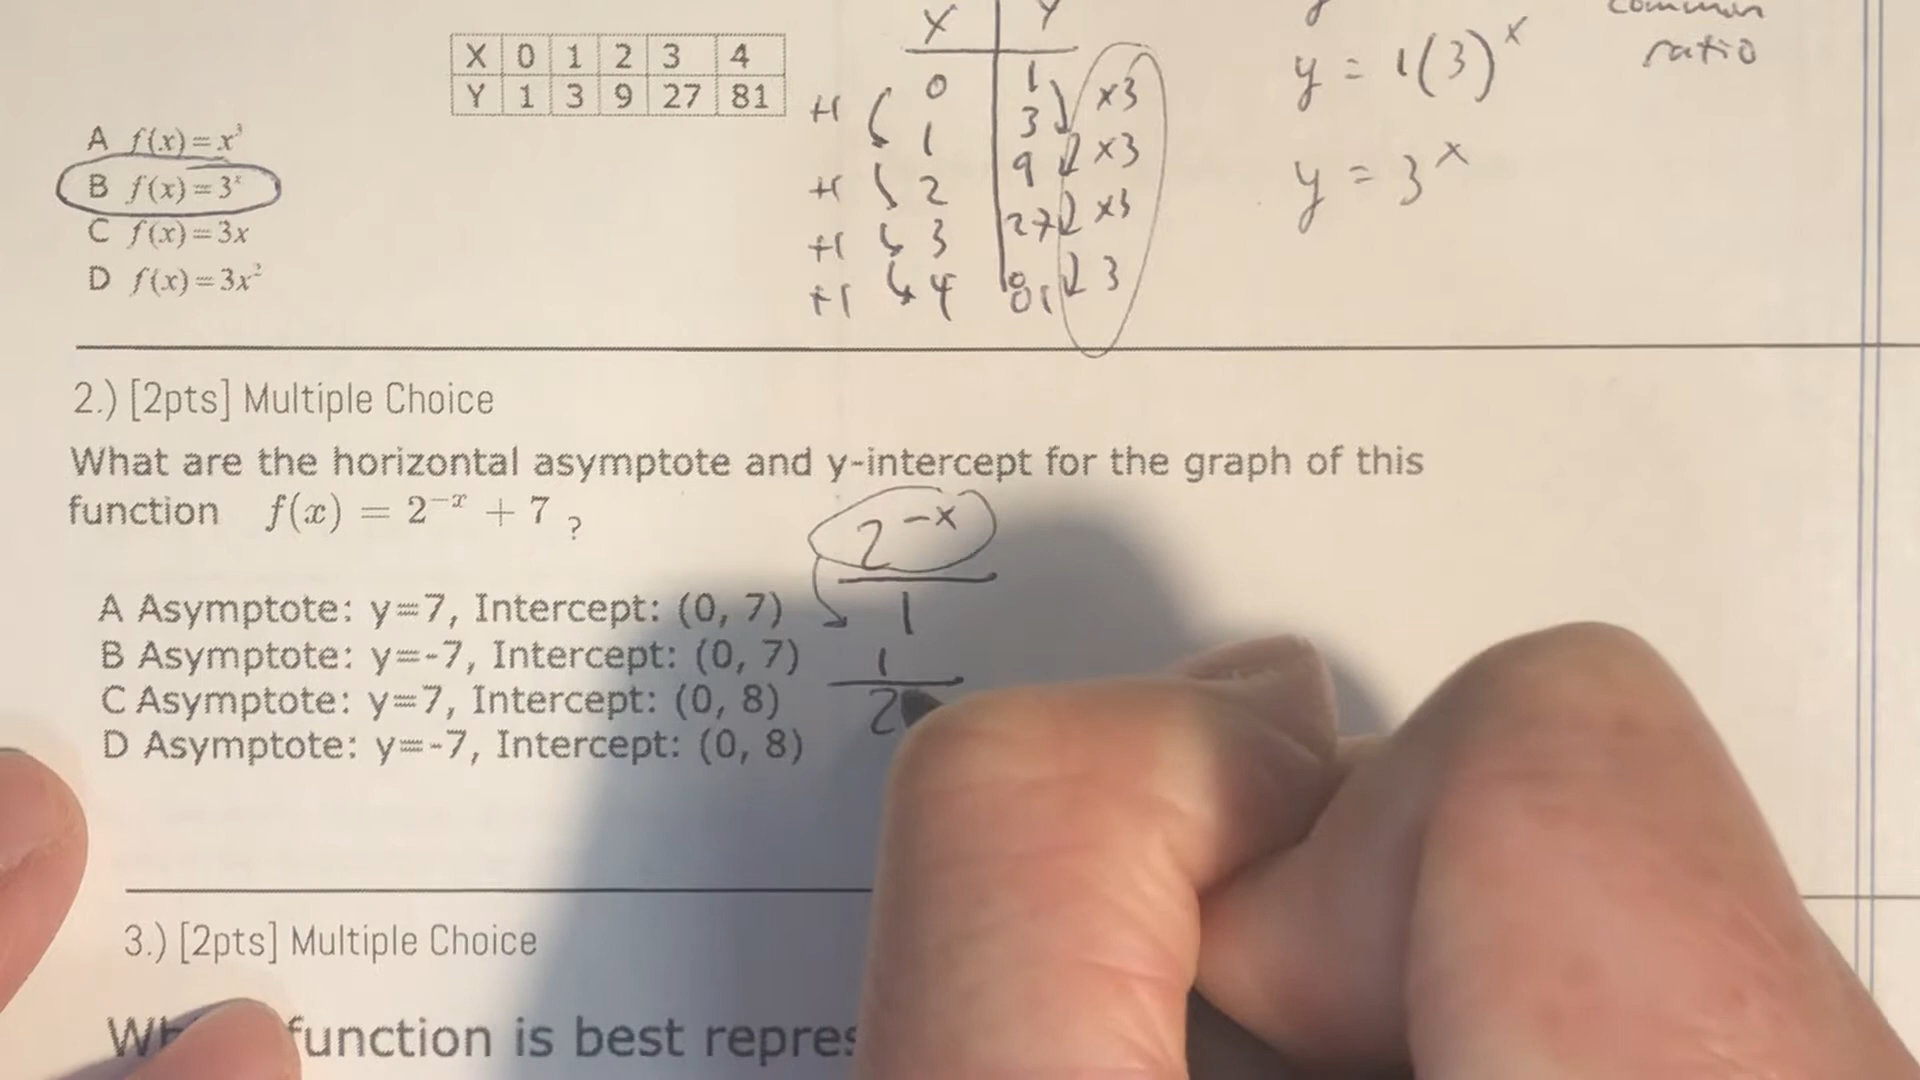 X 0 1 2 3 4
Y 1 3 9 27 81
A f(x)=x³
B f(x)=3ˣ
C f(x)=3x
D f(x)=3x²
X Y
0 1
+1 1 3 x3
+1 2 9 x3
+1 3 27 x3
+1 4 81 3
common
ratio
y = 1(3)ˣ
y = 3ˣ
2.) [2pts] Multiple Choice
What are the horizontal asymptote and y-intercept for the graph of this
function f(x) = 2⁻ˣ + 7 ?
A Asymptote: y=7, Intercept: (0, 7)
B Asymptote: y=-7, Intercept: (0, 7)
C Asymptote: y=7, Intercept: (0, 8)
D Asymptote: y=-7, Intercept: (0, 8)
2⁻ˣ
1
1
2
3.) [2pts] Multiple Choice
function is best